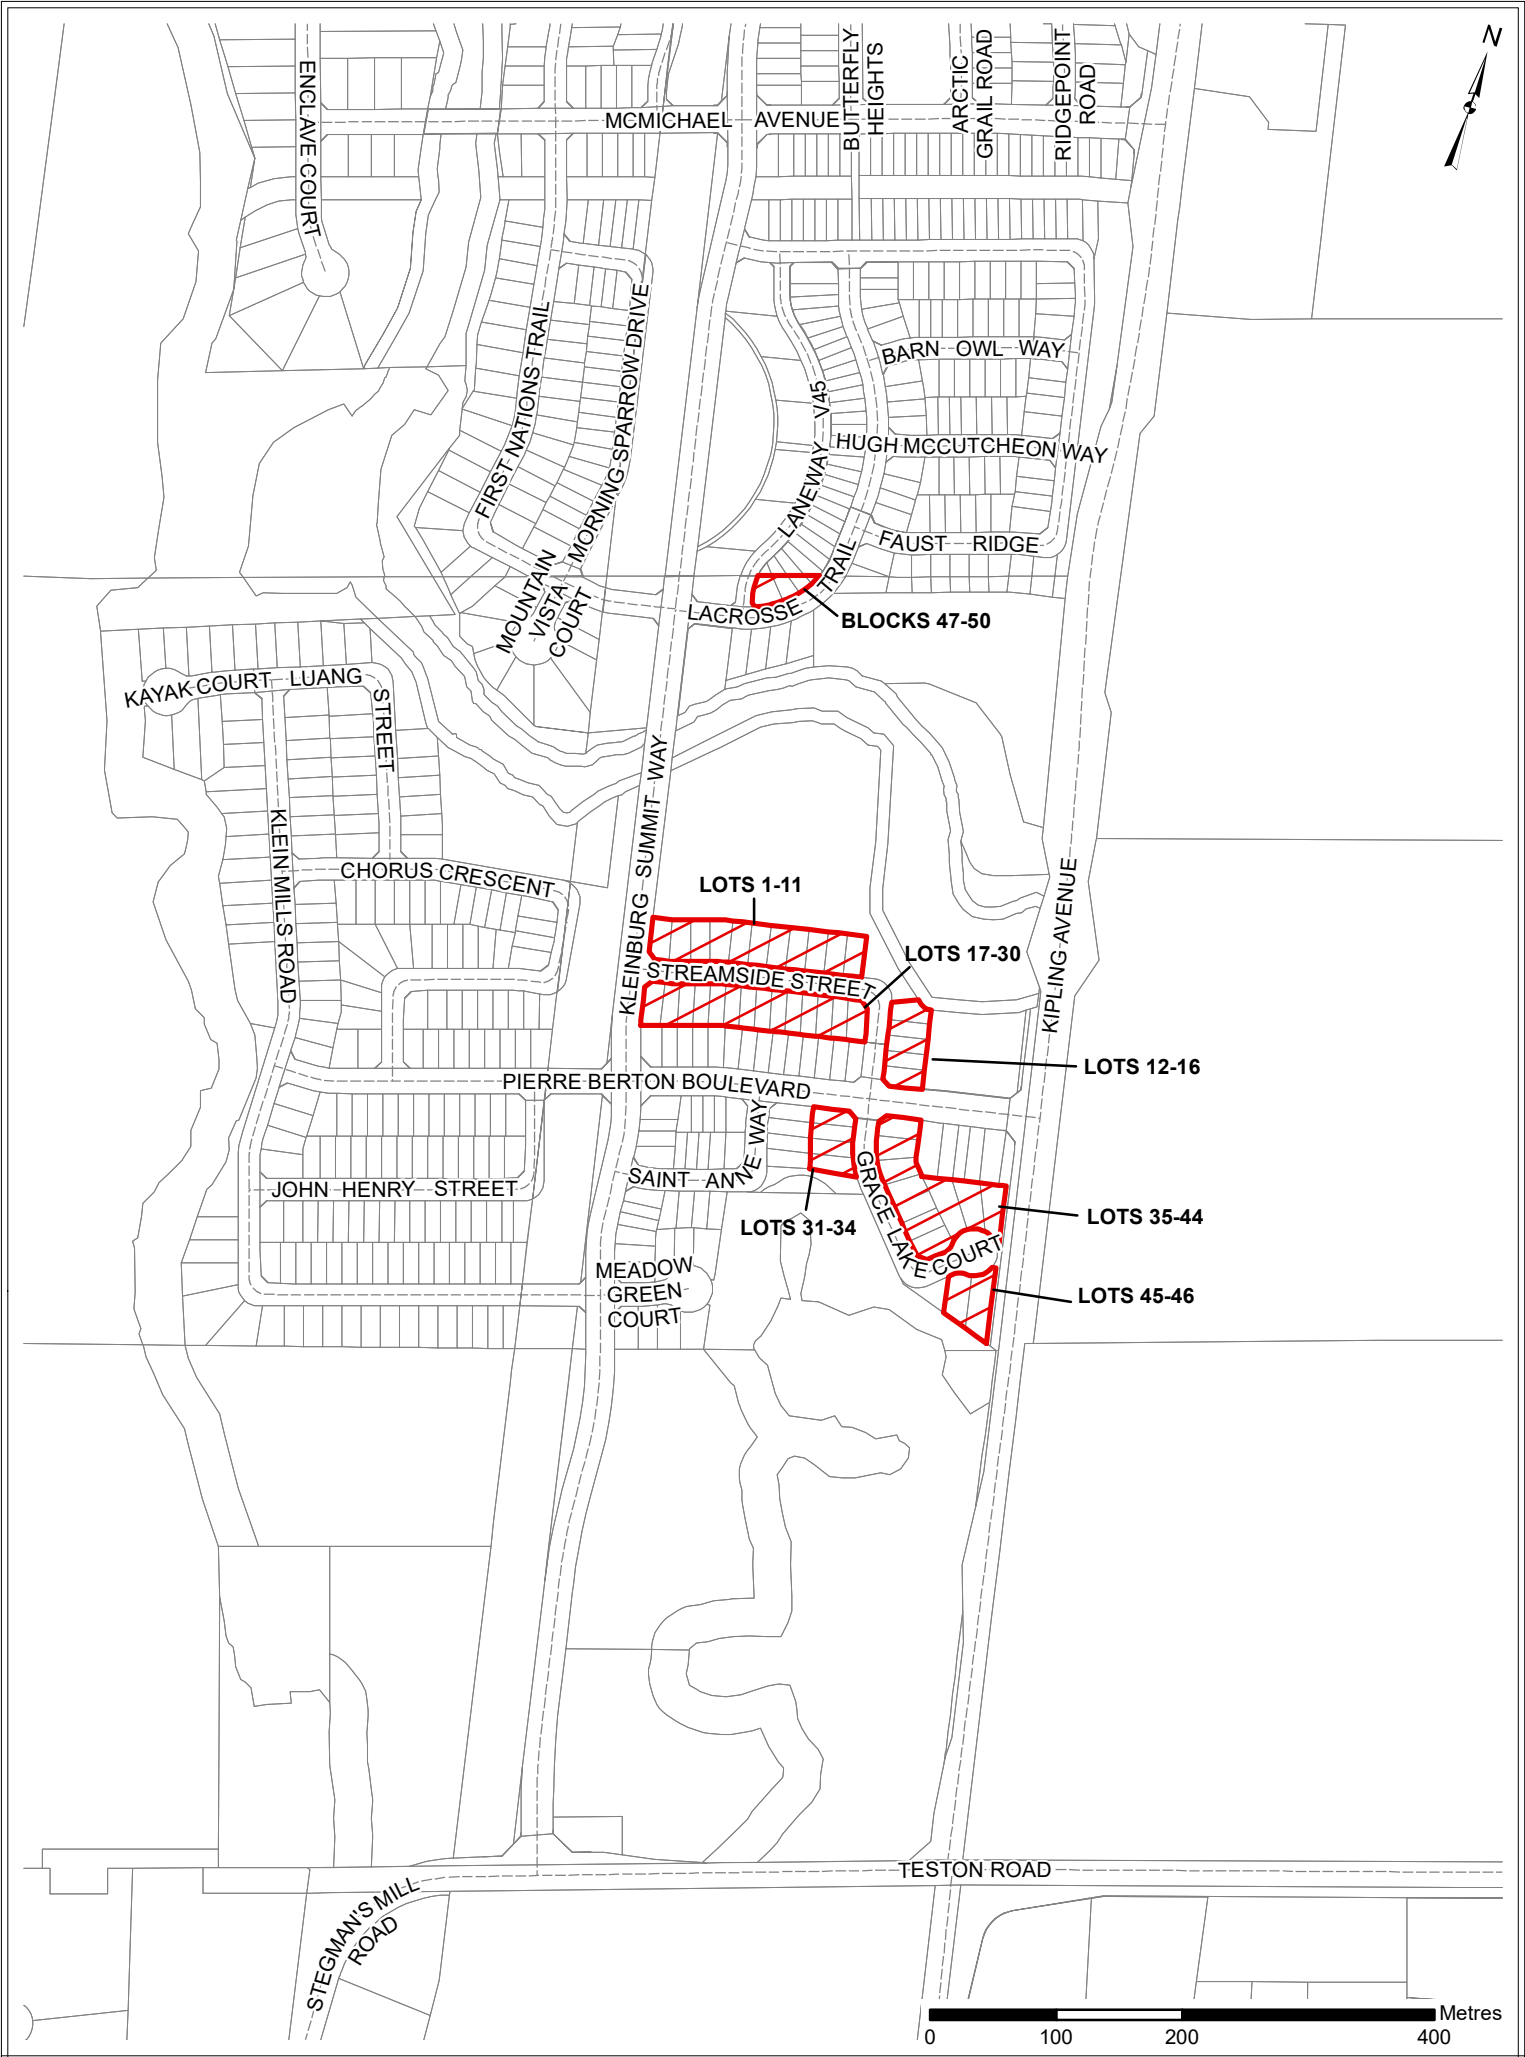 N
ENCLAVE COURT
BUTTERFLY
HEIGHTS
ARCTIC
GRAIL ROAD
RIDGEPOINT
ROAD
MCMICHAEL AVENUE
FIRST NATIONS TRAIL
MORNING SPARROW DRIVE
BARN OWL WAY
LANEWAY V45
HUGH MCCUTCHEON WAY
FAUST RIDGE
MOUNTAIN
VISTA
COURT
LACROSSE TRAIL
BLOCKS 47-50
KAYAK COURT
LUANG STREET
KLEINBURG SUMMIT WAY
KLEIN MILLS ROAD
CHORUS CRESCENT
LOTS 1-11
KIPLING AVENUE
LOTS 17-30
STREAMSIDE STREET
LOTS 12-16
PIERRE BERTON BOULEVARD
SAINT ANNE WAY
JOHN HENRY STREET
GRACE LAKE COURT
LOTS 31-34
LOTS 35-44
MEADOW
GREEN
COURT
LOTS 45-46
TESTON ROAD
STEGMAN'S MILL
ROAD
Metres
0 100 200 400